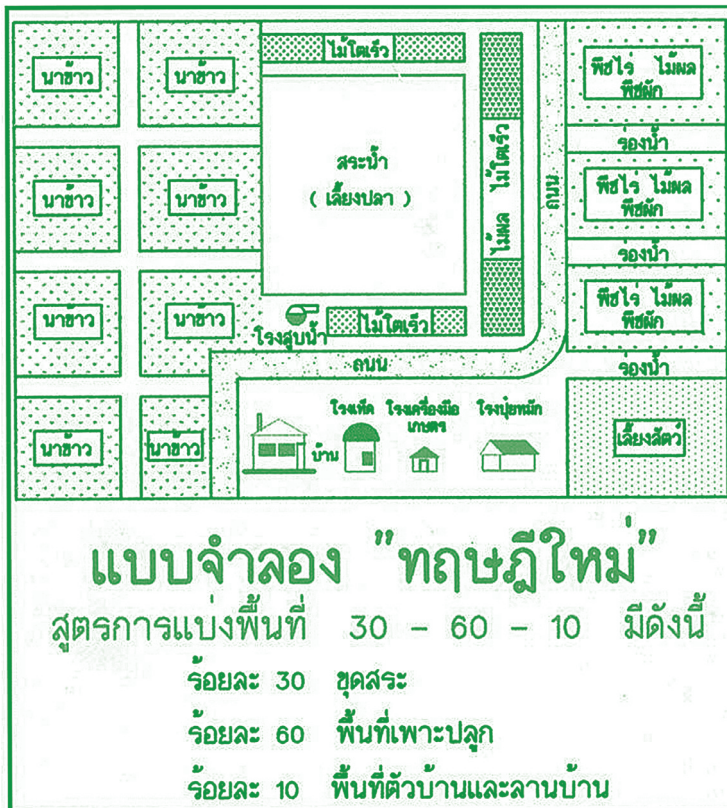 นาข้าว
นาข้าว
ไม้โตเร็ว
พืชไร่ ไม้ผล
พืชผัก
ร่องน้ำ
นาข้าว
นาข้าว
สระน้ำ
( เลี้ยงปลา )
ไม้ผล ไม้โตเร็ว
ถนน
พืชไร่ ไม้ผล
พืชผัก
ร่องน้ำ
นาข้าว
นาข้าว
โรงสูบน้ำ
ไม้โตเร็ว
พืชไร่ ไม้ผล
พืชผัก
ถนน
ร่องน้ำ
นาข้าว
นาข้าว
บ้าน
โรงเห็ด
โรงเครื่องมือ
เกษตร
โรงปุ๋ยหมัก
เลี้ยงสัตว์
แบบจำลอง "ทฤษฎีใหม่"
สูตรการแบ่งพื้นที่ 30 - 60 - 10 มีดังนี้
ร้อยละ 30 ขุดสระ
ร้อยละ 60 พื้นที่เพาะปลูก
ร้อยละ 10 พื้นที่ตัวบ้านและลานบ้าน